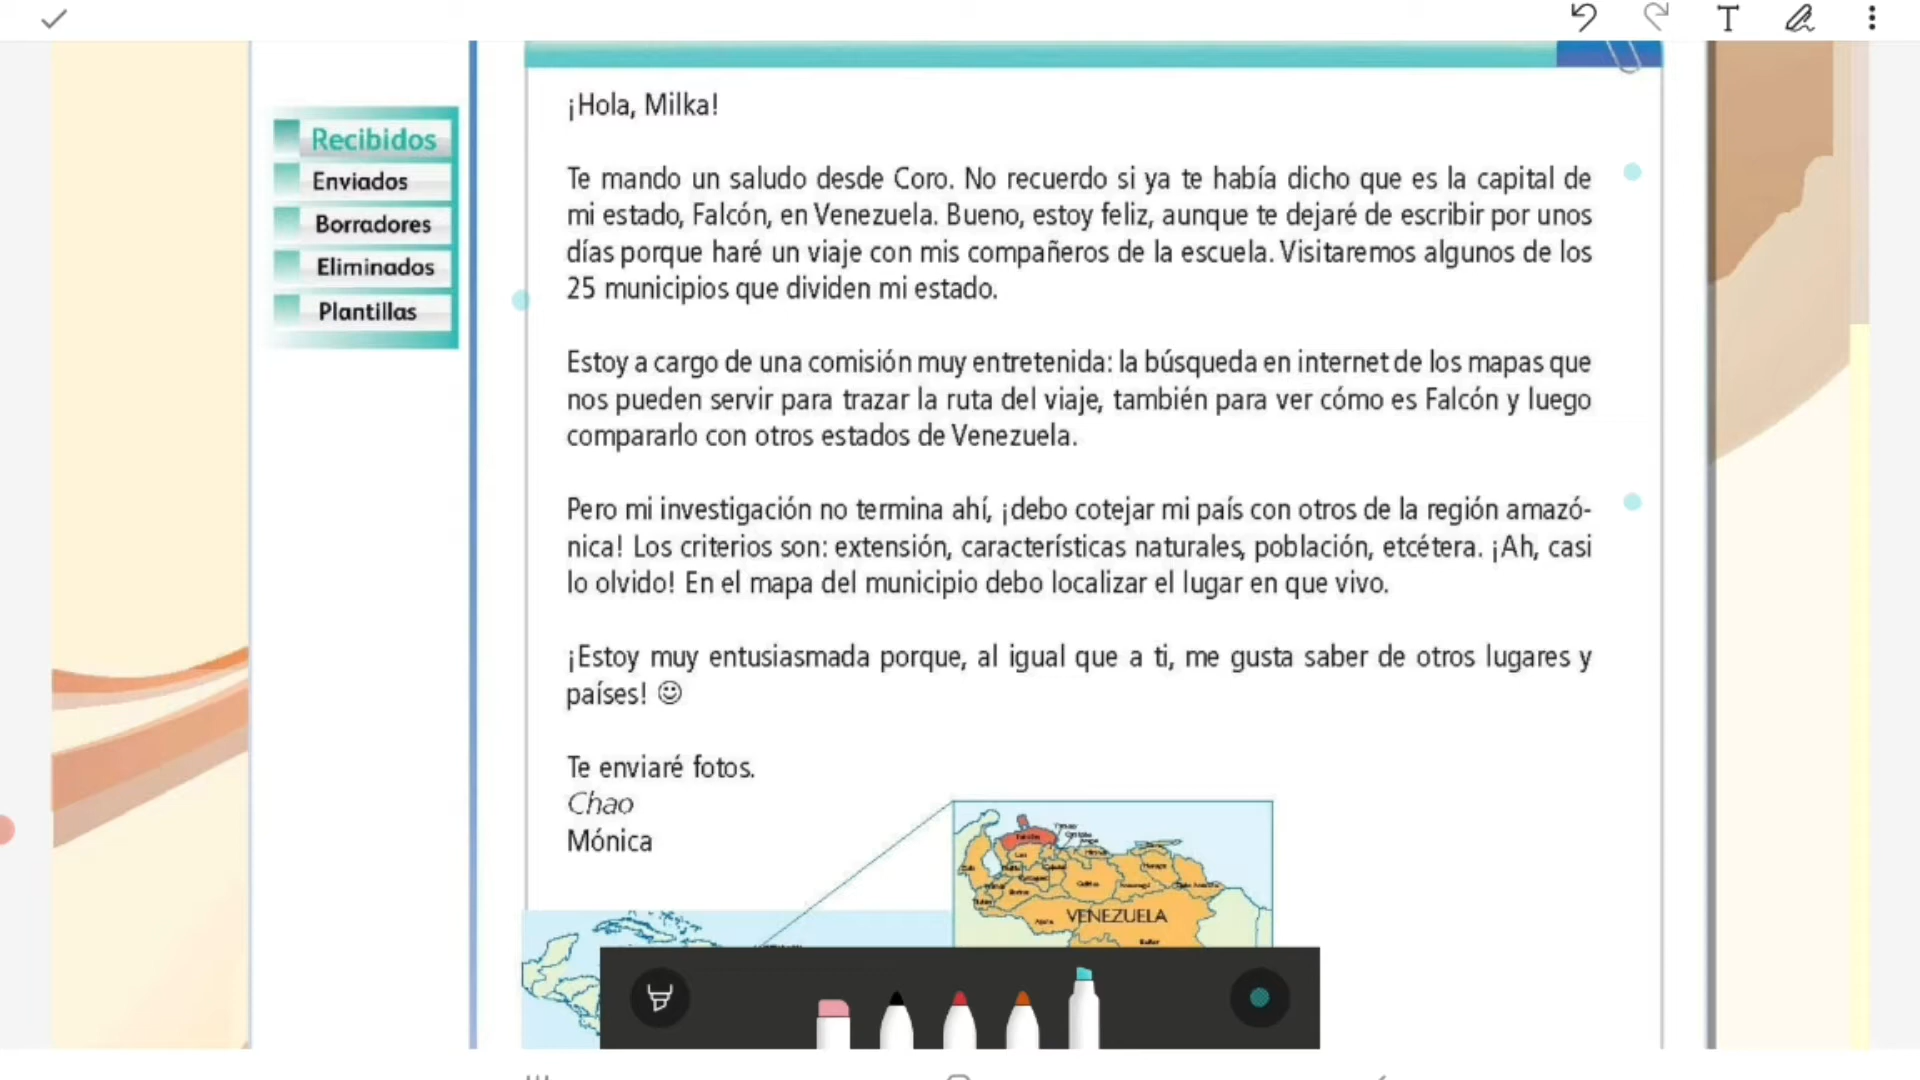 ¡Hola, Milka!
Recibidos
Enviados
Borradores
Eliminados
Plantillas
Te mando un saludo desde Coro. No recuerdo si ya te había dicho que es la capital de
mi estado, Falcón, en Venezuela. Bueno, estoy feliz, aunque te dejaré de escribir por unos
días porque haré un viaje con mis compañeros de la escuela. Visitaremos algunos de los
25 municipios que dividen mi estado.
Estoy a cargo de una comisión muy entretenida: la búsqueda en internet de los mapas que
nos pueden servir para trazar la ruta del viaje, también para ver cómo es Falcón y luego
compararlo con otros estados de Venezuela.
Pero mi investigación no termina ahí, ¡debo cotejar mi país con otros de la región amazó-
nica! Los criterios son: extensión, características naturales, población, etcétera. ¡Ah, casi
lo olvido! En el mapa del municipio debo localizar el lugar en que vivo.
¡Estoy muy entusiasmada porque, al igual que a ti, me gusta saber de otros lugares y
países! ☺
Te enviaré fotos.
Chao
Mónica
VENEZUELA